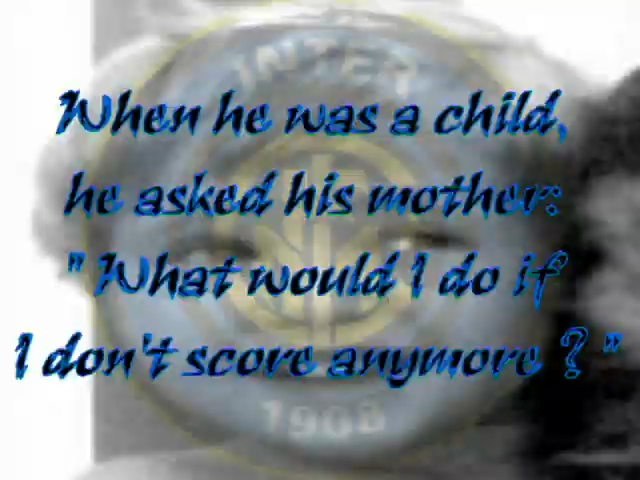 INTER
When he was a child,
he asked his mother:
" What would I do if
I don't score anymore ? "
1908